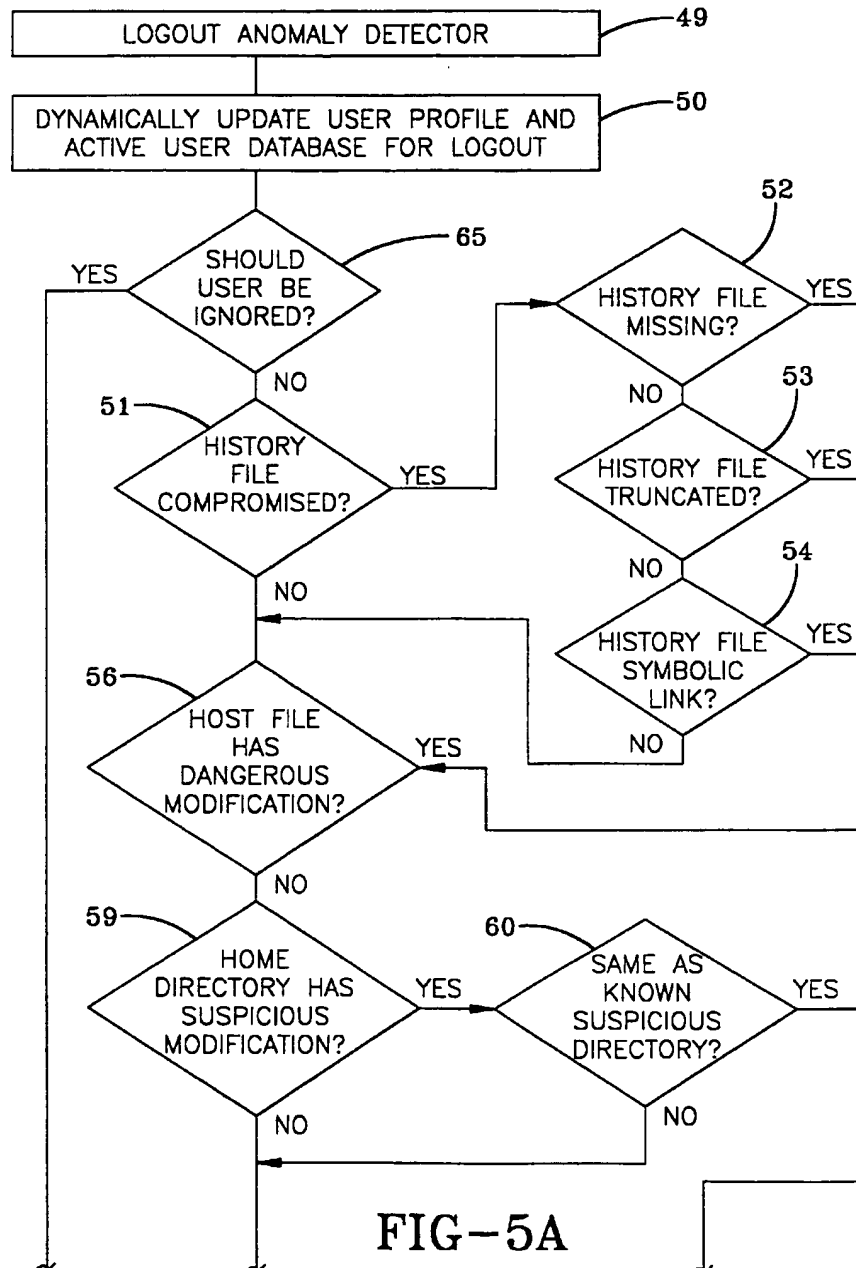 LOGOUT ANOMALY DETECTOR
49
DYNAMICALLY UPDATE USER PROFILE AND
ACTIVE USER DATABASE FOR LOGOUT
50
SHOULD
USER BE
IGNORED?
65
YES
NO
52
HISTORY FILE
MISSING?
YES
NO
51
HISTORY
FILE
COMPROMISED?
YES
NO
53
HISTORY FILE
TRUNCATED?
YES
NO
54
HISTORY FILE
SYMBOLIC
LINK?
YES
NO
56
HOST FILE
HAS
DANGEROUS
MODIFICATION?
YES
NO
59
HOME
DIRECTORY HAS
SUSPICIOUS
MODIFICATION?
YES
NO
60
SAME AS
KNOWN
SUSPICIOUS
DIRECTORY?
YES
NO
FIG-5A